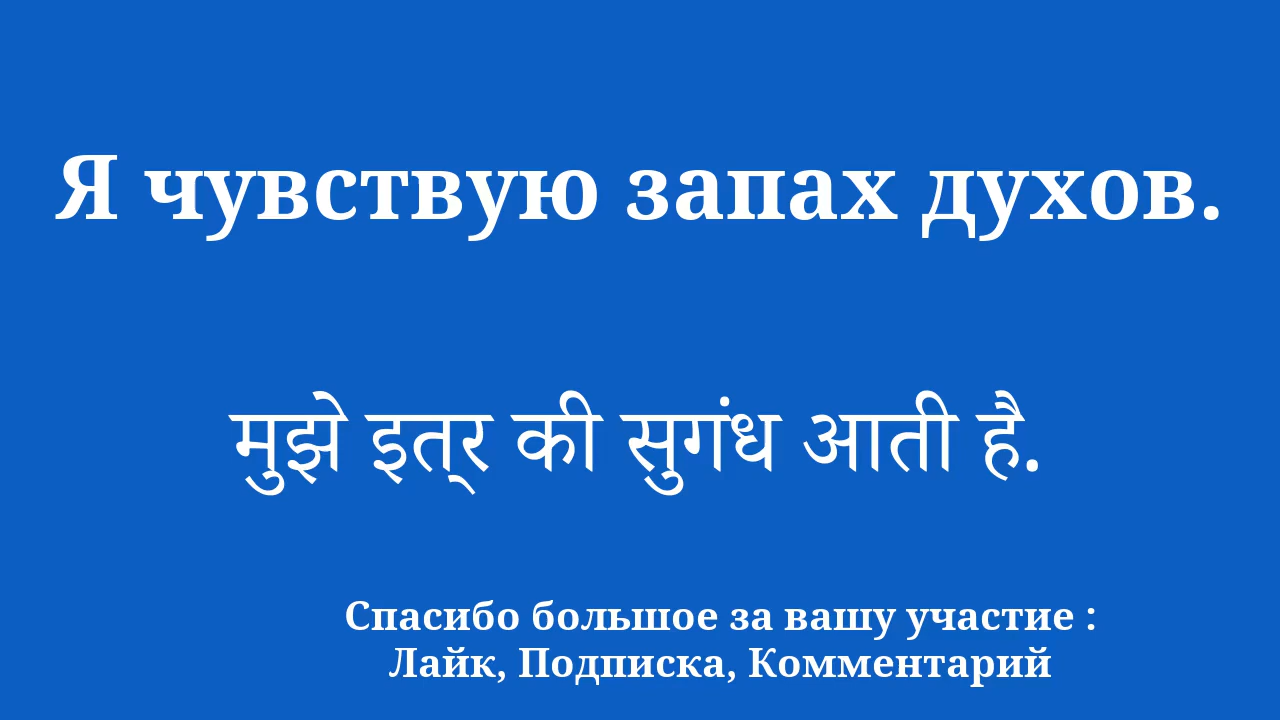 Я чувствую запах духов.
मुझे इत्‌र की सुगंध आती है.
Спасибо большое за вашу участие :
Лайк, Подписка, Комментарий